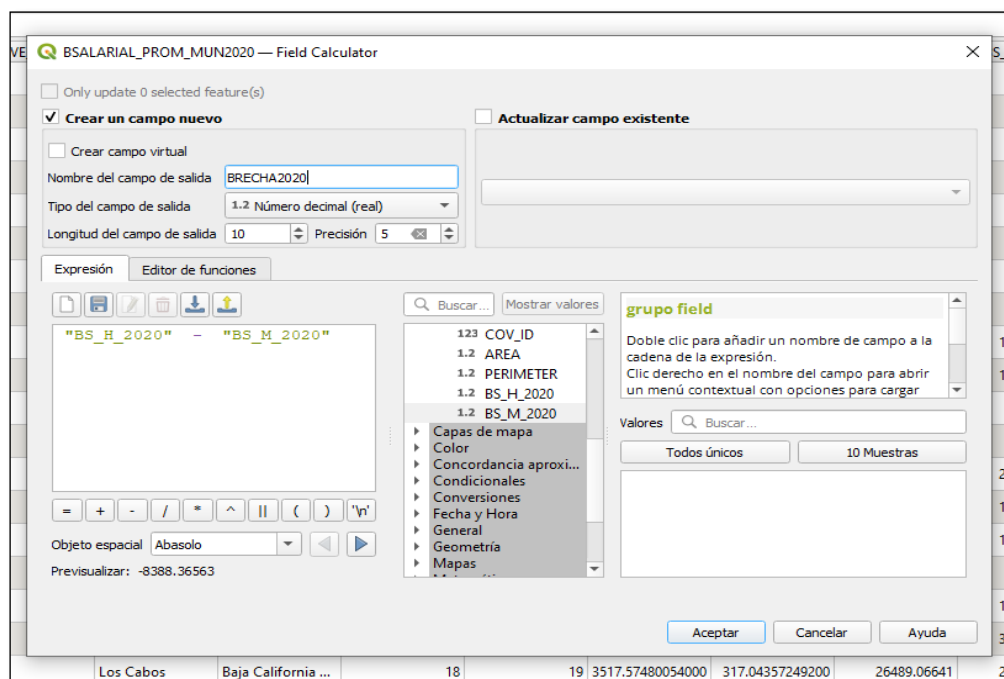 BSALARIAL_PROM_MUN2020 — Field Calculator
VE
S_
Only update 0 selected feature(s)
Crear un campo nuevo
Actualizar campo existente
Crear campo virtual
Nombre del campo de salida BRECHA2020
Tipo del campo de salida 1.2 Número decimal (real)
Longitud del campo de salida 10 Precisión 5
Expresión Editor de funciones
"BS_H_2020" - "BS_M_2020"
= + - / * ^ || ( ) '\n'
Objeto espacial Abasolo
Previsualizar: -8388.36563
Buscar... Mostrar valores
123 COV_ID
1.2 AREA
1.2 PERIMETER
1.2 BS_H_2020
1.2 BS_M_2020
Capas de mapa
Color
Concordancia aproxi...
Condicionales
Conversiones
Fecha y Hora
General
Geometría
Mapas
grupo field
Doble clic para añadir un nombre de campo a la
cadena de la expresión.
Clic derecho en el nombre del campo para abrir
un menú contextual con opciones para cargar
Valores Buscar...
Todos únicos 10 Muestras
Aceptar Cancelar Ayuda
Los Cabos Baja California ... 18 19 3517.57480054000 317.04357249200 26489.06641